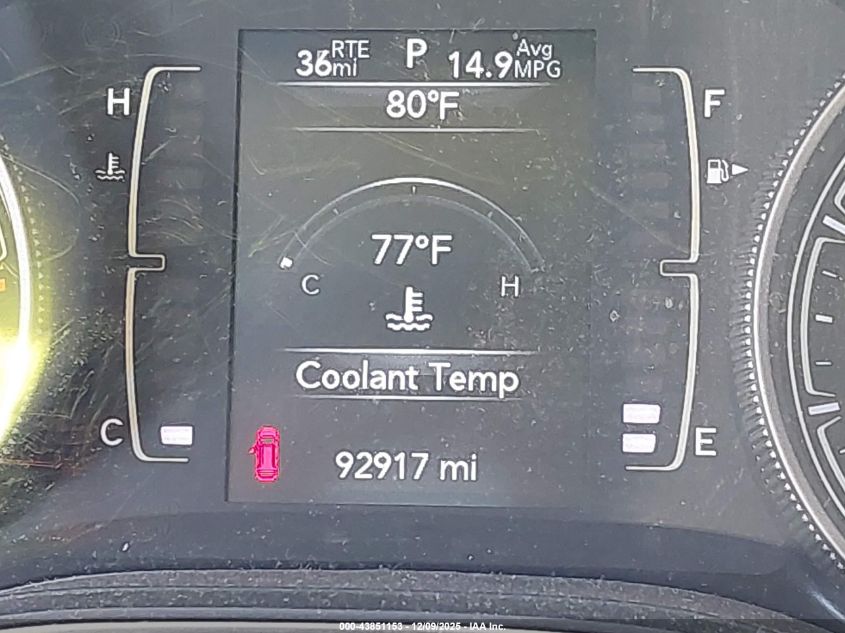 36mi RTE P 14.9 Avg MPG
80°F
H
F
77°F
C H
Coolant Temp
C
E
92917 mi
000-43851153 - 12/09/2025 - IAA Inc.